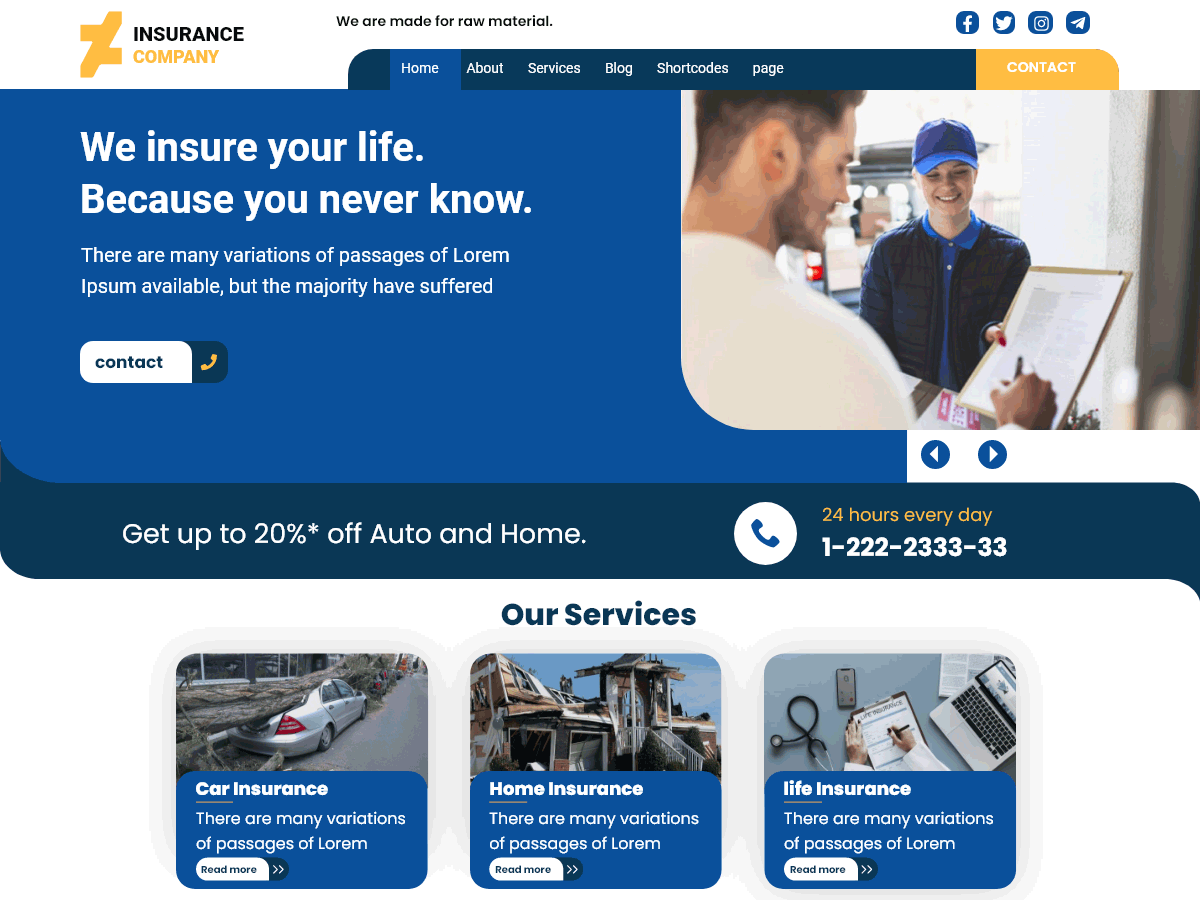 INSURANCE
COMPANY
We are made for raw material.
Home About Services Blog Shortcodes page
CONTACT
We insure your life.
Because you never know.
There are many variations of passages of Lorem
Ipsum available, but the majority have suffered
contact
Get up to 20%* off Auto and Home.
24 hours every day
1-222-2333-33
Our Services
LIFE INSURANCE
Car Insurance
There are many variations
of passages of Lorem
Read more
Home Insurance
There are many variations
of passages of Lorem
Read more
life Insurance
There are many variations
of passages of Lorem
Read more